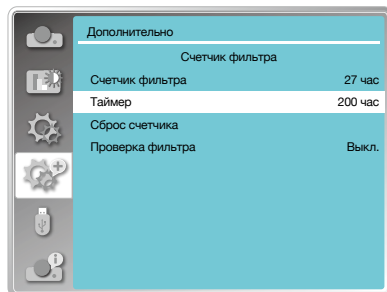 Дополнительно
Счетчик фильтра
Счетчик фильтра 27 час
Таймер 200 час
Сброс счетчика
Проверка фильтра Выкл.